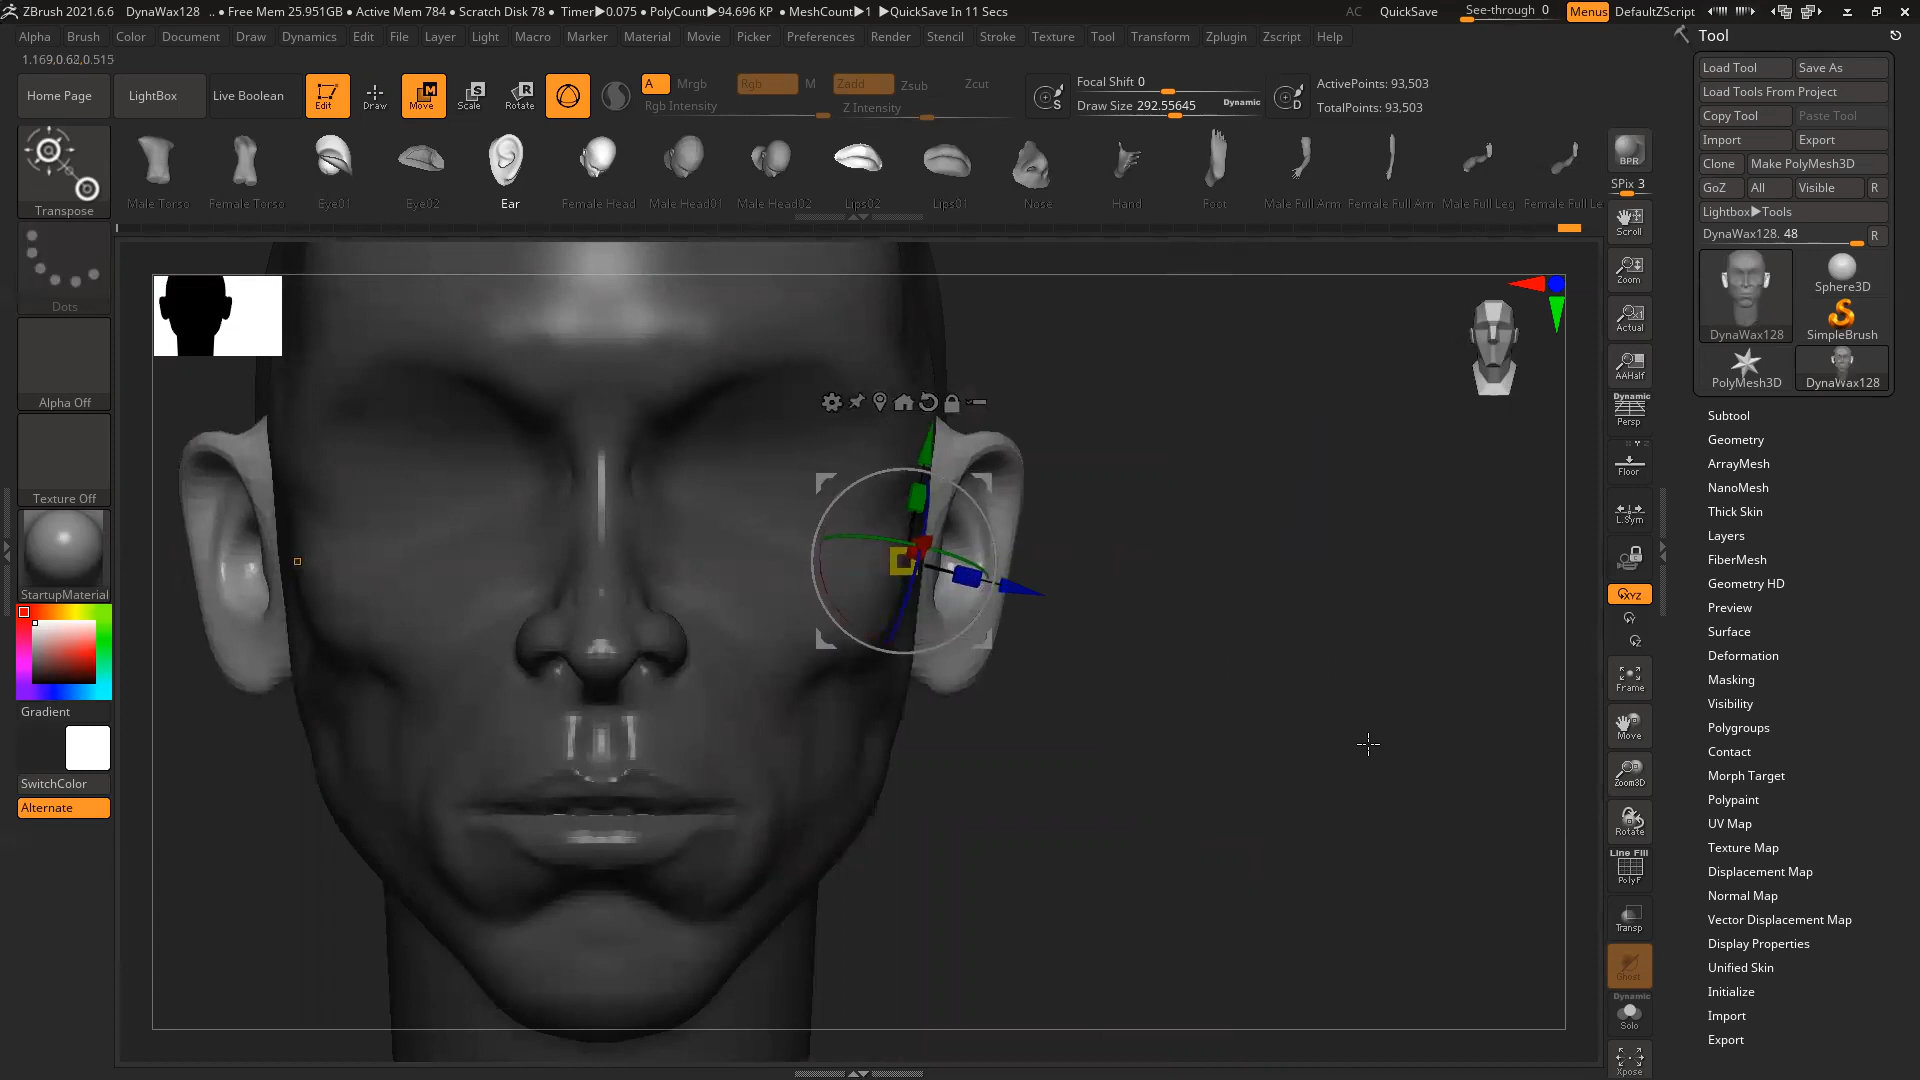 ZBrush 2021.6.6 DynaWax128 .. ● Free Mem 25.951GB ● Active Mem 784 ● Scratch Disk 78 ● Timer▶0.075 ● PolyCount▶94.696 KP ● MeshCount▶1 ▶QuickSave In 11 Secs AC QuickSave See-through 0 Menus DefaultZScript
Alpha Brush Color Document Draw Dynamics Edit File Layer Light Macro Marker Material Movie Picker Preferences Render Stencil Stroke Texture Tool Transform Zplugin Zscript Help
1.169,0.62,0.515
Home Page LightBox Live Boolean Edit Draw Move Scale Rotate
A Mrgb Rgb M Zadd Zsub Zcut
Rgb Intensity Z Intensity
S Focal Shift 0
Draw Size 292.55645 Dynamic
D ActivePoints: 93,503
TotalPoints: 93,503
Male Torso Female Torso Eye01 Eye02 Ear Female Head Male Head01 Male Head02 Lips02 Lips01 Nose Hand Foot Male Full Arm Female Full Arm Male Full Leg Female Full Le
Transpose
Dots
Alpha Off
Texture Off
StartupMaterial
Gradient
SwitchColor
Alternate
BPR
SPix 3
Scroll
Zoom
Actual
AAHalf
Dynamic
Persp
Floor
L.Sym
XYZ
Y
Z
Frame
Move
Zoom3D
Rotate
Line Fill
PolyF
Transp
Ghost
Dynamic
Solo
Xpose
Tool
Load Tool Save As
Load Tools From Project
Copy Tool Paste Tool
Import Export
Clone Make PolyMesh3D
GoZ All Visible R
Lightbox▶Tools
DynaWax128. 48 R
DynaWax128 Sphere3D
SimpleBrush
PolyMesh3D DynaWax128
Subtool
Geometry
ArrayMesh
NanoMesh
Thick Skin
Layers
FiberMesh
Geometry HD
Preview
Surface
Deformation
Masking
Visibility
Polygroups
Contact
Morph Target
Polypaint
UV Map
Texture Map
Displacement Map
Normal Map
Vector Displacement Map
Display Properties
Unified Skin
Initialize
Import
Export